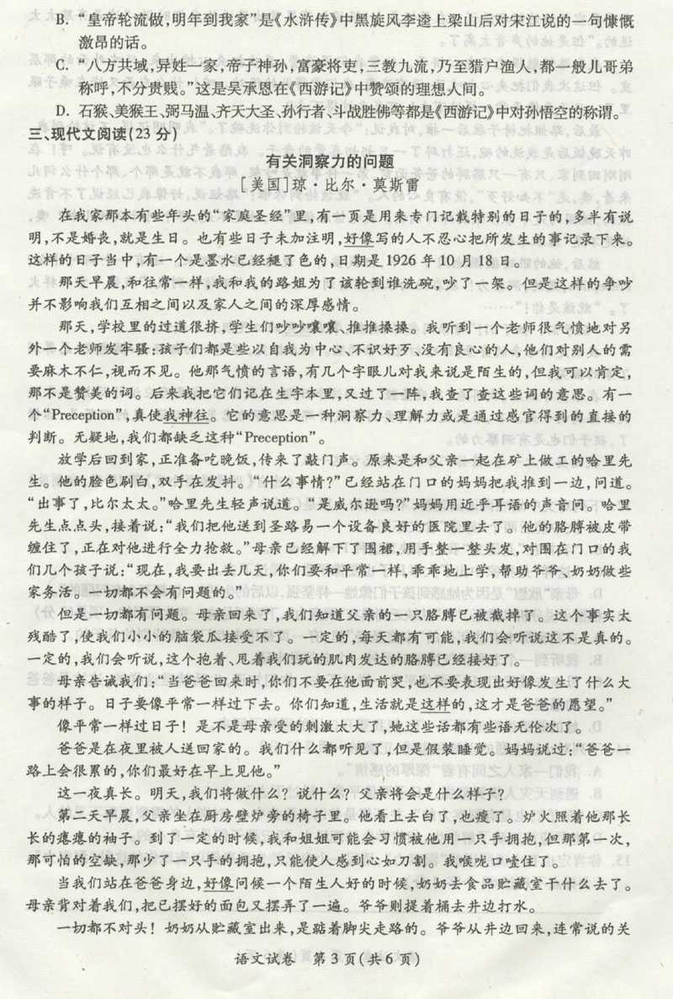 B. “皇帝轮流做，明年到我家”是《水浒传》中黑旋风李逵上梁山后对宋江说的一句慷慨
激昂的话。
C. “八方共域，异姓一家，帝子神孙，富豪将吏，三教九流，乃至猎户渔人，都一般儿哥弟
称呼，不分贵贱。”这是吴承恩在《西游记》中赞颂的理想人间。
D. 石猴、美猴王、弼马温、齐天大圣、孙行者、斗战胜佛等都是《西游记》中对孙悟空的称谓。
三、现代文阅读（23 分）
有关洞察力的问题
［美国］琼·比尔·莫斯雷
在我家那本有些年头的“家庭圣经”里，有一页是用来专门记载特别的日子的，多半有说
明，不是婚丧，就是生日。也有些日子未加注明，好像写的人不忍心把所发生的事记录下来。
这样的日子当中，有一个是墨水已经褪了色的，日期是 1926 年 10 月 18 日。
那天早晨，和往常一样，我和我的路姐为了该轮到谁洗碗，吵了一架。但是这样的争吵
并不影响我们互相之间以及家人之间的深厚感情。
那天，学校里的过道很挤，学生们吵吵嚷嚷、推推搡搡。我听到一个老师很气愤地对另
外一个老师发牢骚：孩子们都是些以自我为中心、不识好歹、没有良心的人，他们对别人的需
要麻木不仁，视而不见。他那气愤的言语，有几个字眼儿对我来说是陌生的，但我可以肯定，
那不是赞美的词。后来我把它们记在生字本里，又过了一阵，我查了查这些词的意思。有一
个“Preception”，真使我神往。它的意思是一种洞察力、理解力或是通过感官得到的直接的
判断。无疑地，我们都缺乏这种“Preception”。
放学后回到家，正准备吃晚饭，传来了敲门声。原来是和父亲一起在矿上做工的哈里先
生。他的脸色刷白，双手在发抖。“什么事情？”已经站在门口的妈妈把我推到一边，问道。
“出事了，比尔太太。”哈里先生轻声说道。“是威尔逊吗？”妈妈用近乎耳语的声音问。哈里
先生点点头，接着说：“我们把他送到圣路易一个设备良好的医院里去了。他的胳膊被皮带
缠住了，正在对他进行全力抢救。”母亲已经解下了围裙，用手整一整头发，对围在门口的我
们几个孩子说：“现在，我要出去几天，你们要和平常一样，乖乖地上学，帮助爷爷、奶奶做些
家务活。一切都不会有问题的。”
但是一切都有问题。母亲回来了，我们知道父亲的一只胳膊已被截掉了。这个事实太
残酷了，使我们小小的脑袋瓜接受不了。一定的，每天都有可能，我们会听说这不是真的。
一定的，我们会听说，这个抱着、甩着我们玩的肌肉发达的胳膊已经接好了。
母亲告诫我们：“当爸爸回来时，你们不要在他面前哭，也不要表现出好像发生了什么大
事的样子。日子要像平常一样过下去。你们知道，生活就是这样的，这才是爸爸的愿望。”
像平常一样过日子！是不是母亲受的刺激太大了，她这些话都有些语无伦次了。
爸爸是在夜里被人送回家的。我们什么都听见了，但是假装睡觉。妈妈说过：“爸爸一
路上会很累的，你们最好在早上见他。”
这一夜真长。明天，我们将做什么？说什么？父亲将会是什么样子？
第二天早晨，父亲坐在厨房壁炉旁的椅子里。他看上去白了，也瘦了。炉火照着他那长
长的瘪瘪的袖子。到了一定的时候，我和姐姐可能会习惯被他用一只手拥抱，但那第一次，
那可怕的空缺，那少了一只手的拥抱，只能使人感到心如刀割。我喉咙口噎住了。
当我们站在爸爸身边，好像问候一个陌生人好的时候，奶奶去食品贮藏室干什么去了。
母亲背对着我们，把已摆好的面包又摆弄了一遍。爷爷则提着桶去井边打水。
一切都不对头！奶奶从贮藏室出来，是踮着脚尖走路的。爷爷从井边回来，连常说的关
语文试卷　第 3 页（共 6 页）